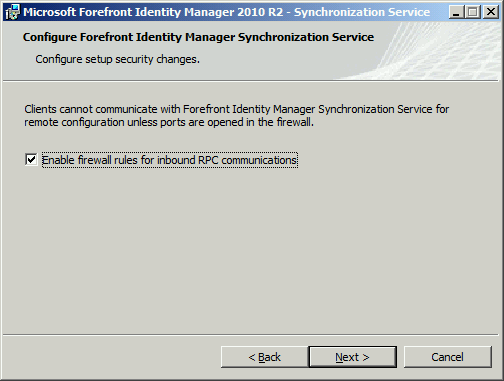 Microsoft Forefront Identity Manager 2010 R2 - Synchronization Service
Configure Forefront Identity Manager Synchronization Service
Configure setup security changes.
Clients cannot communicate with Forefront Identity Manager Synchronization Service for
remote configuration unless ports are opened in the firewall.
Enable firewall rules for inbound RPC communications
< Back
Next >
Cancel